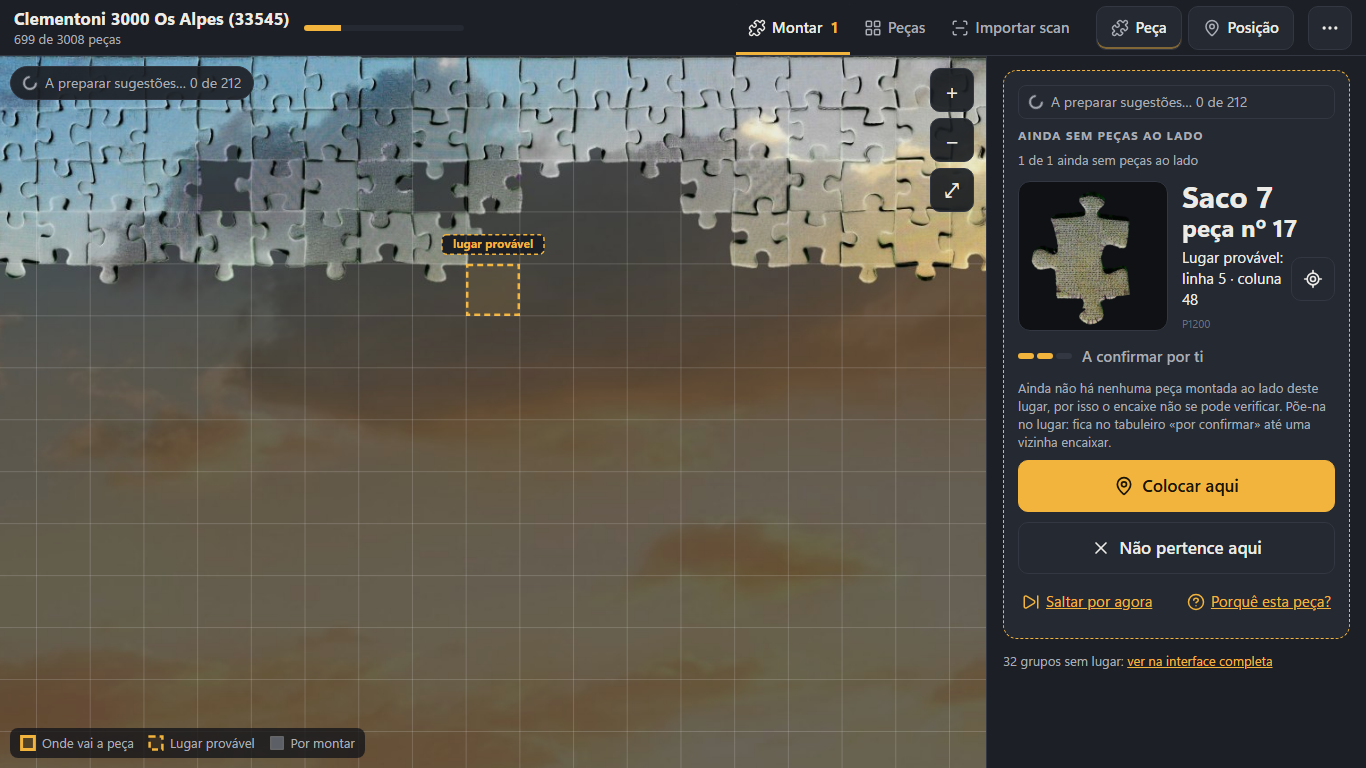 Clementoni 3000 Os Alpes (33545)
699 de 3008 peças
Montar 1
Peças
Importar scan
Peça
Posição
A preparar sugestões... 0 de 212
lugar provável
Onde vai a peça
Lugar provável
Por montar
A preparar sugestões... 0 de 212
AINDA SEM PEÇAS AO LADO
1 de 1 ainda sem peças ao lado
Saco 7
peça nº 17
Lugar provável:
linha 5 · coluna
48
P1200
A confirmar por ti
Ainda não há nenhuma peça montada ao lado deste
lugar, por isso o encaixe não se pode verificar. Põe-na
no lugar: fica no tabuleiro «por confirmar» até uma
vizinha encaixar.
Colocar aqui
Não pertence aqui
Saltar por agora
Porquê esta peça?
32 grupos sem lugar: ver na interface completa